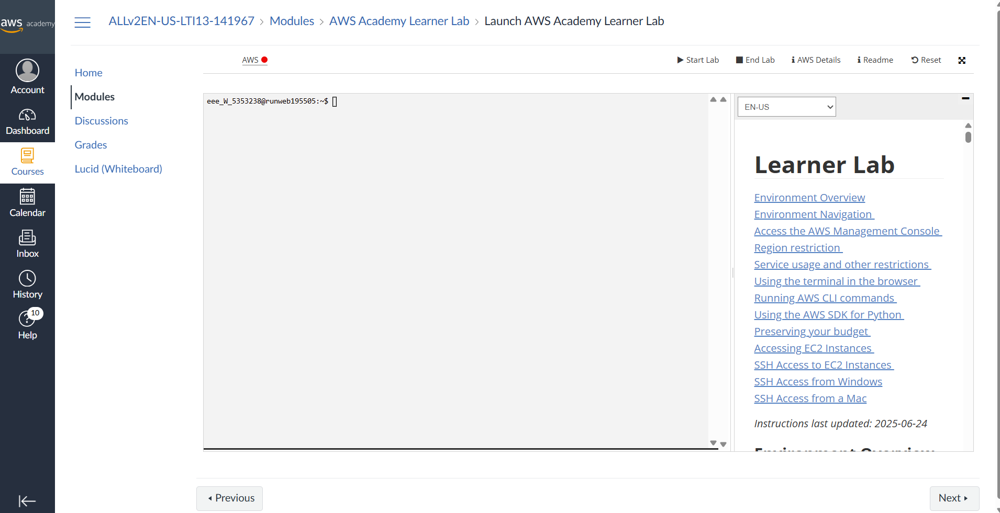 aws academy
ALLv2EN-US-LTI13-141967 > Modules > AWS Academy Learner Lab > Launch AWS Academy Learner Lab
Account
Dashboard
Courses
Calendar
Inbox
History
10
Help
Home
Modules
Discussions
Grades
Lucid (Whiteboard)
AWS
Start Lab
End Lab
AWS Details
Readme
Reset
eee_W_5353238@runweb195505:~$
EN-US
Learner Lab
Environment Overview
Environment Navigation
Access the AWS Management Console
Region restriction
Service usage and other restrictions
Using the terminal in the browser
Running AWS CLI commands
Using the AWS SDK for Python
Preserving your budget
Accessing EC2 Instances
SSH Access to EC2 Instances
SSH Access from Windows
SSH Access from a Mac
Instructions last updated: 2025-06-24
Environment Overview
Previous
Next